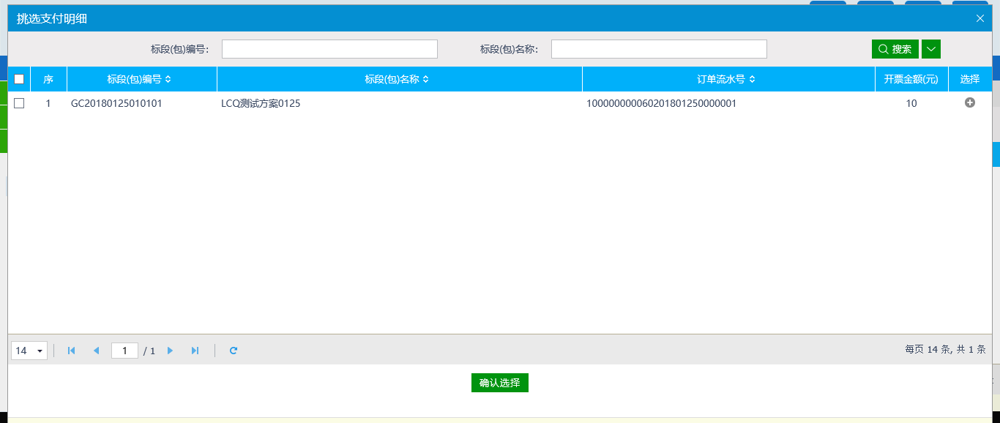 挑选支付明细
标段(包)编号: 标段(包)名称: 搜索
序 标段(包)编号 标段(包)名称 订单流水号 开票金额(元) 选择
1 GC20180125010101 LCQ测试方案0125 100000000060201801250000001 10
14 1 / 1 每页 14 条, 共 1 条
确认选择